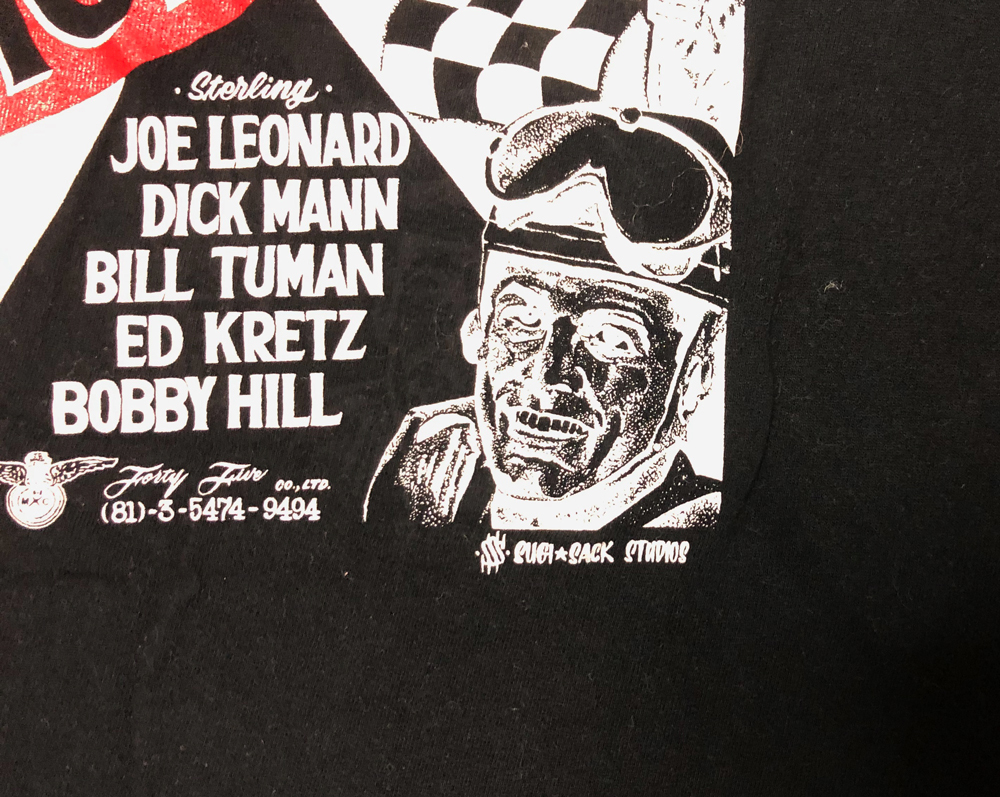 · Sterling ·
JOE LEONARD
DICK MANN
BILL TUMAN
ED KRETZ
BOBBY HILL
Forty Five CO., LTD.
(81)-3-5474-9494
SUGI★SACK STUDIOS